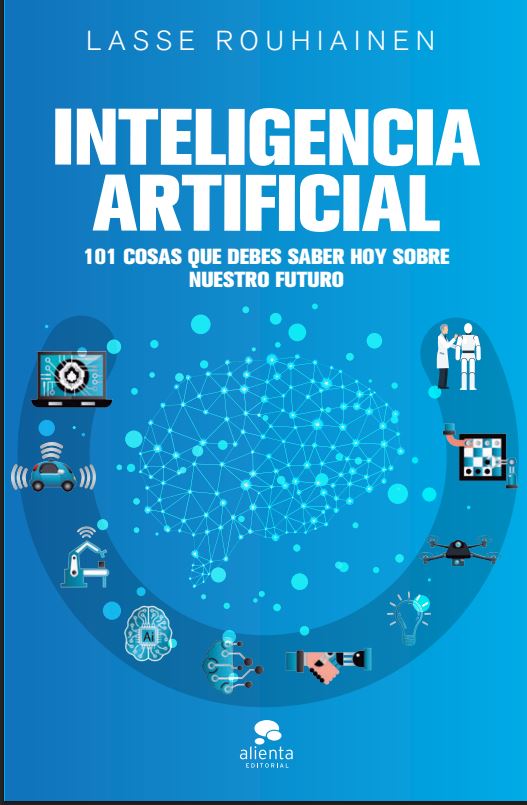 LASSE ROUHIAINEN
INTELIGENCIA
ARTIFICIAL
101 COSAS QUE DEBES SABER HOY SOBRE
NUESTRO FUTURO
Ai
alienta
EDITORIAL